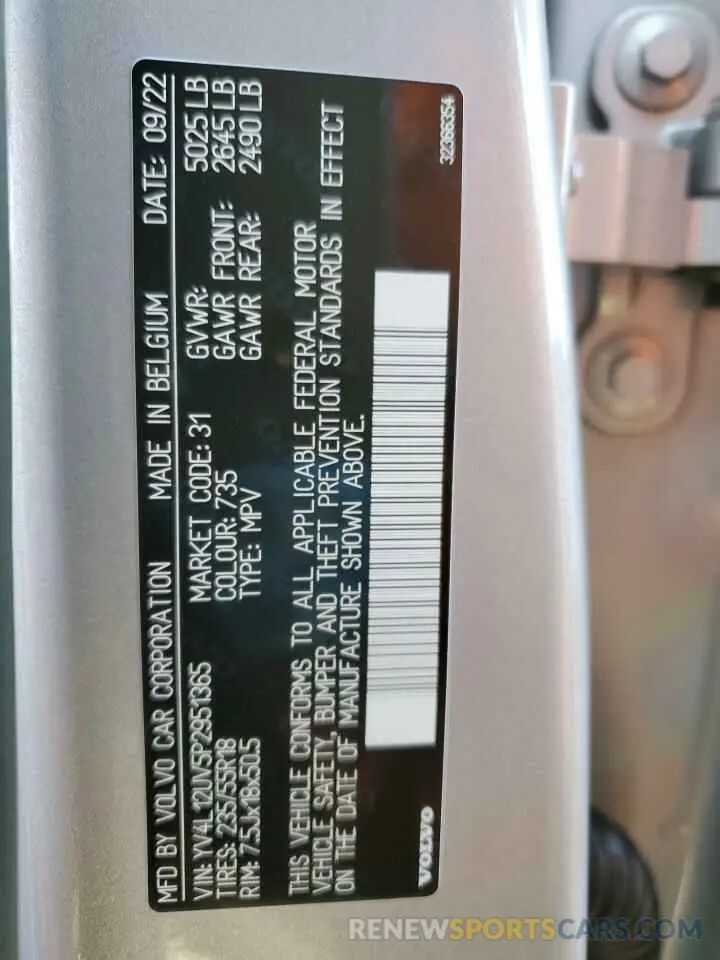 MFD BY VOLVO CAR CORPORATION MADE IN BELGIUM DATE: 09/22
VIN: YV4L12UV5P2951365 MARKET CODE: 31 GVWR: 5025 LB
TIRES: 235/55R18 COLOUR: 735 GAWR FRONT: 2645 LB
RIM: 7.5Jx18x50.5 TYPE: MPV GAWR REAR: 2490 LB
THIS VEHICLE CONFORMS TO ALL APPLICABLE FEDERAL MOTOR
VEHICLE SAFETY, BUMPER AND THEFT PREVENTION STANDARDS IN EFFECT
ON THE DATE OF MANUFACTURE SHOWN ABOVE.
VOLVO 32366354
RENEWSPORTSCARS.COM